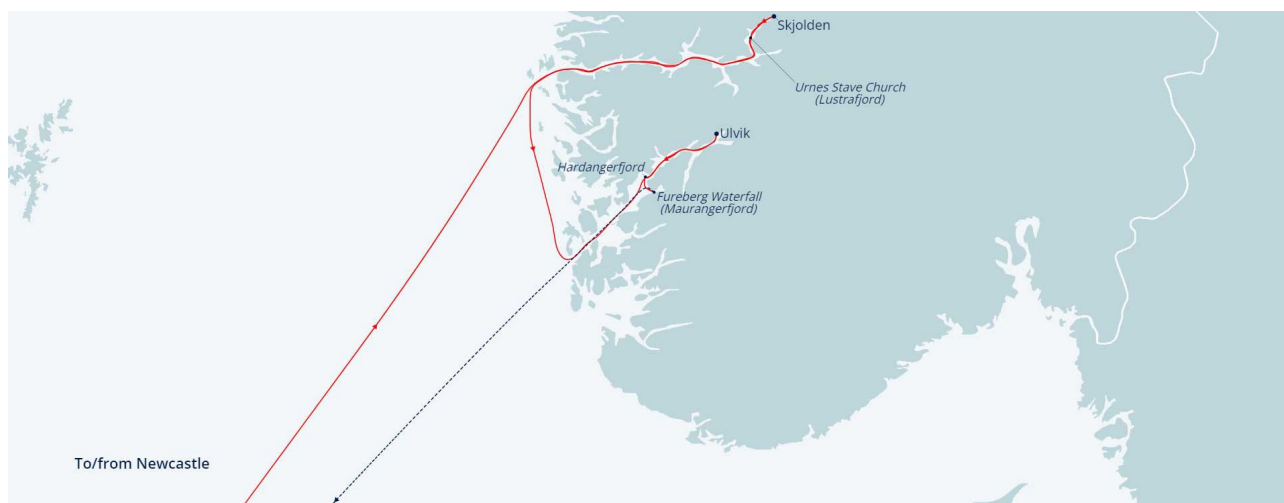 Skjolden
Urnes Stave Church
(Lustrafjord)
Ulvik
Hardangerfjord
Fureberg Waterfall
(Maurangerfjord)
To/from Newcastle